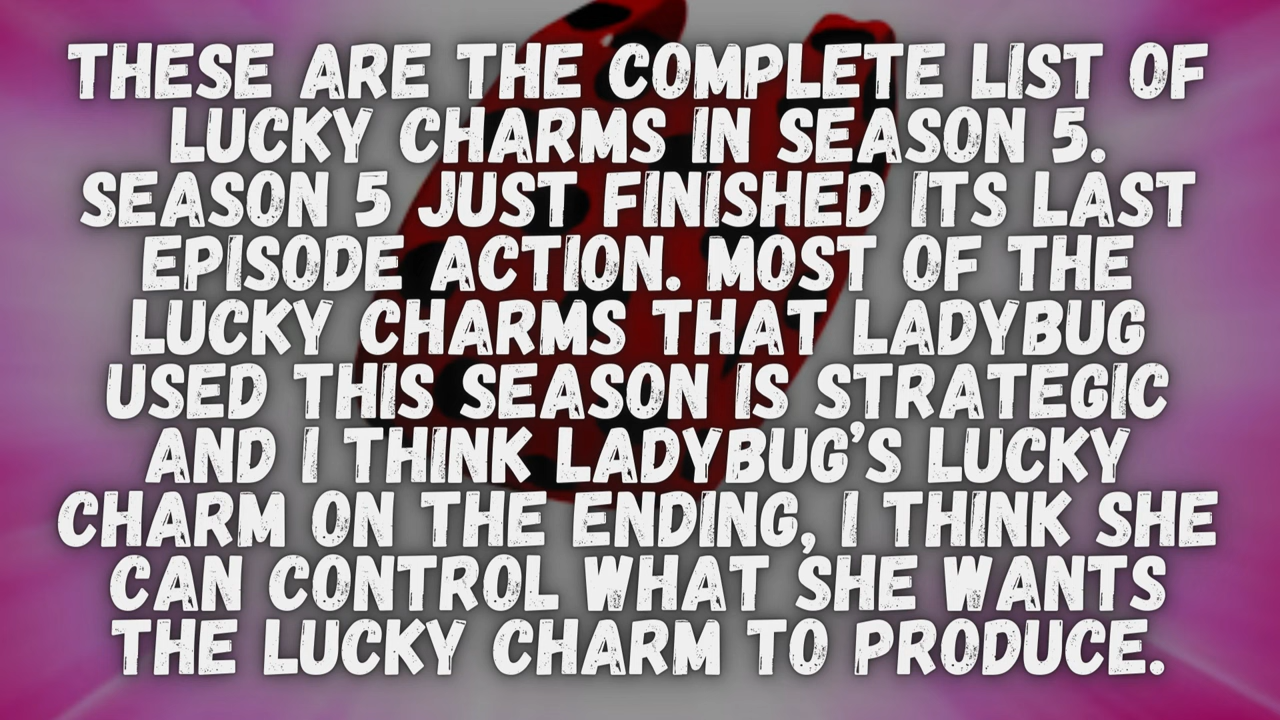 THESE ARE THE COMPLETE LIST OF
LUCKY CHARMS IN SEASON 5.
SEASON 5 JUST FINISHED ITS LAST
EPISODE ACTION. MOST OF THE
LUCKY CHARMS THAT LADYBUG
USED THIS SEASON IS STRATEGIC
AND I THINK LADYBUG'S LUCKY
CHARM ON THE ENDING, I THINK SHE
CAN CONTROL WHAT SHE WANTS
THE LUCKY CHARM TO PRODUCE.